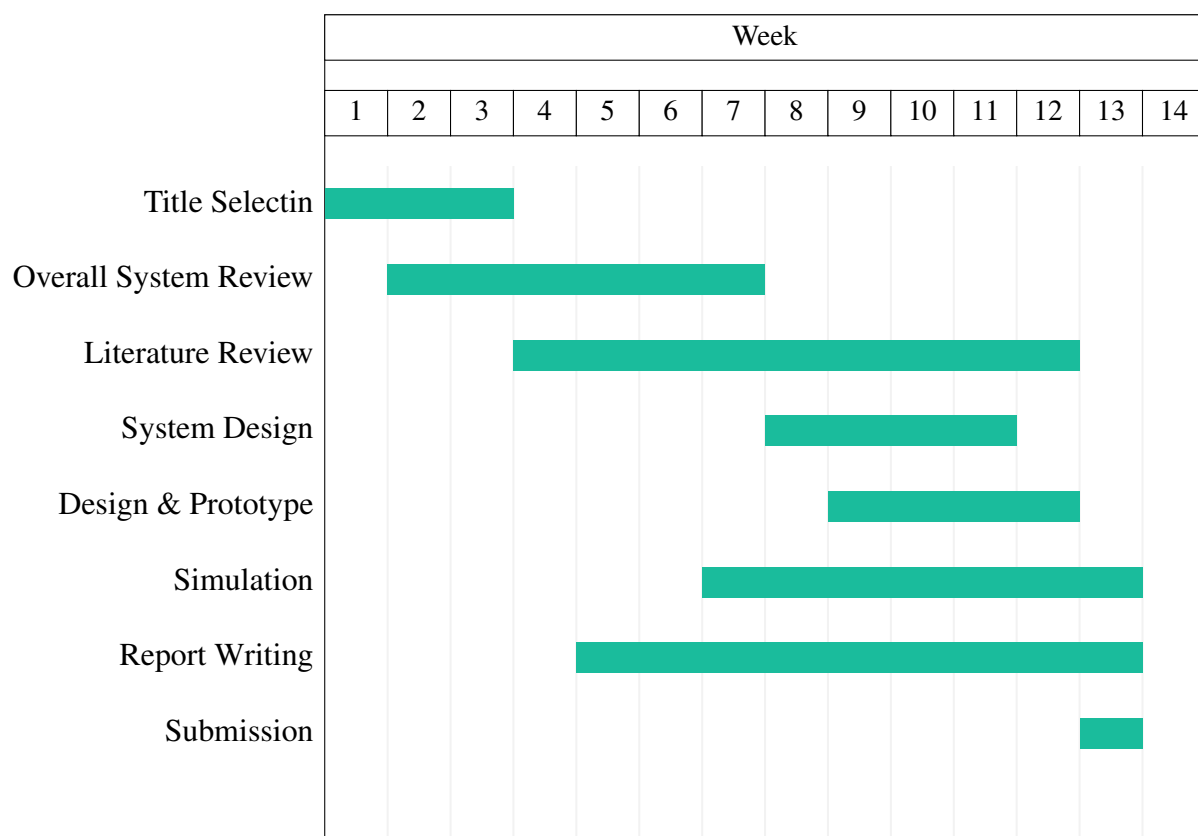 Week
1 2 3 4 5 6 7 8 9 10 11 12 13 14
Title Selectin
Overall System Review
Literature Review
System Design
Design & Prototype
Simulation
Report Writing
Submission